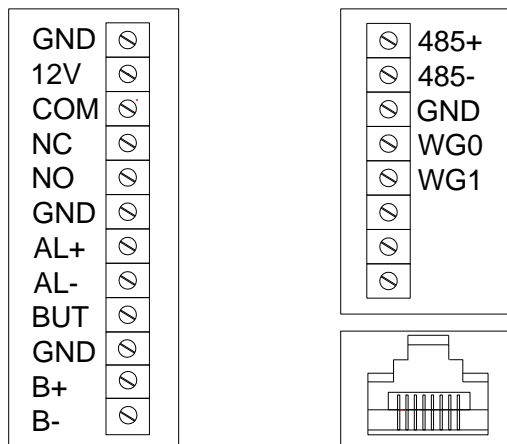 GND
12V
COM
NC
NO
GND
AL+
AL-
BUT
GND
B+
B-
485+
485-
GND
WG0
WG1